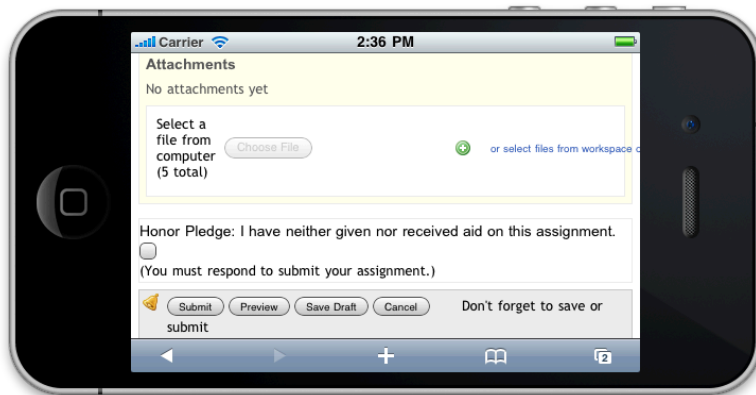 Carrier 2:36 PM
Attachments
No attachments yet
Select a
file from
computer
(5 total)
Choose File
or select files from workspace o
Honor Pledge: I have neither given nor received aid on this assignment.
(You must respond to submit your assignment.)
Submit Preview Save Draft Cancel Don't forget to save or
submit
2